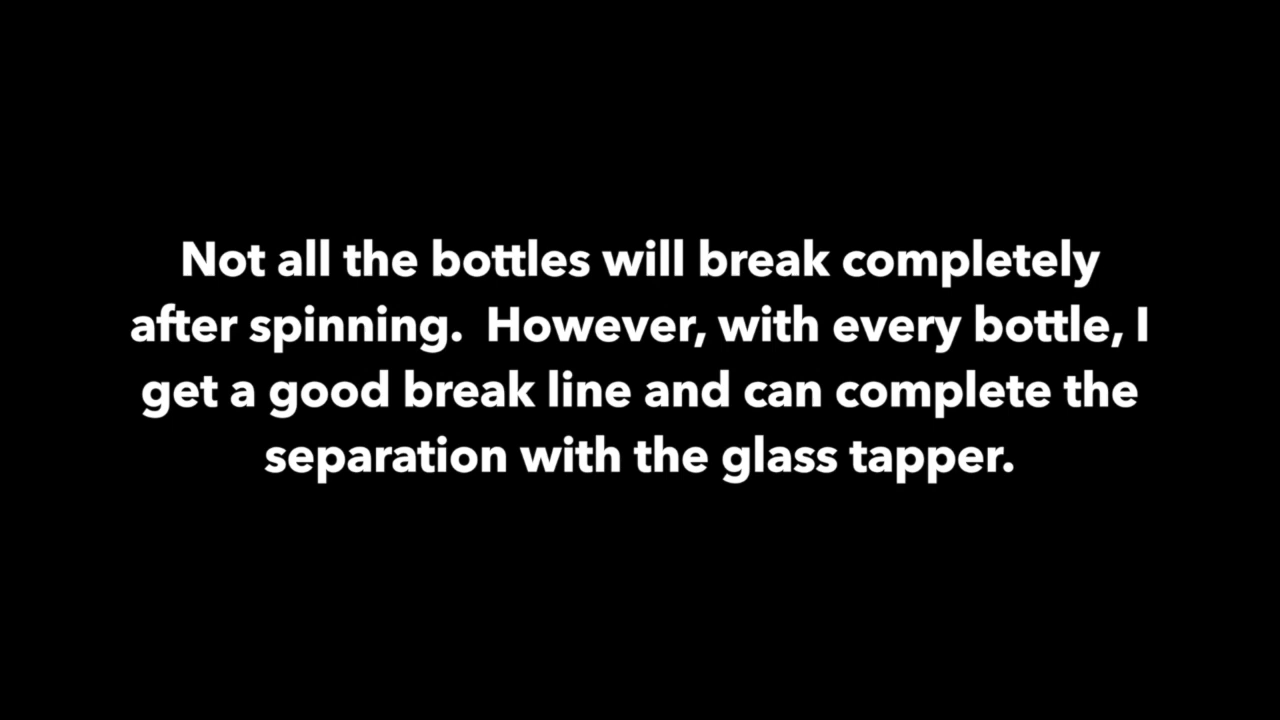 Not all the bottles will break completely
after spinning.  However, with every bottle, I
get a good break line and can complete the
separation with the glass tapper.